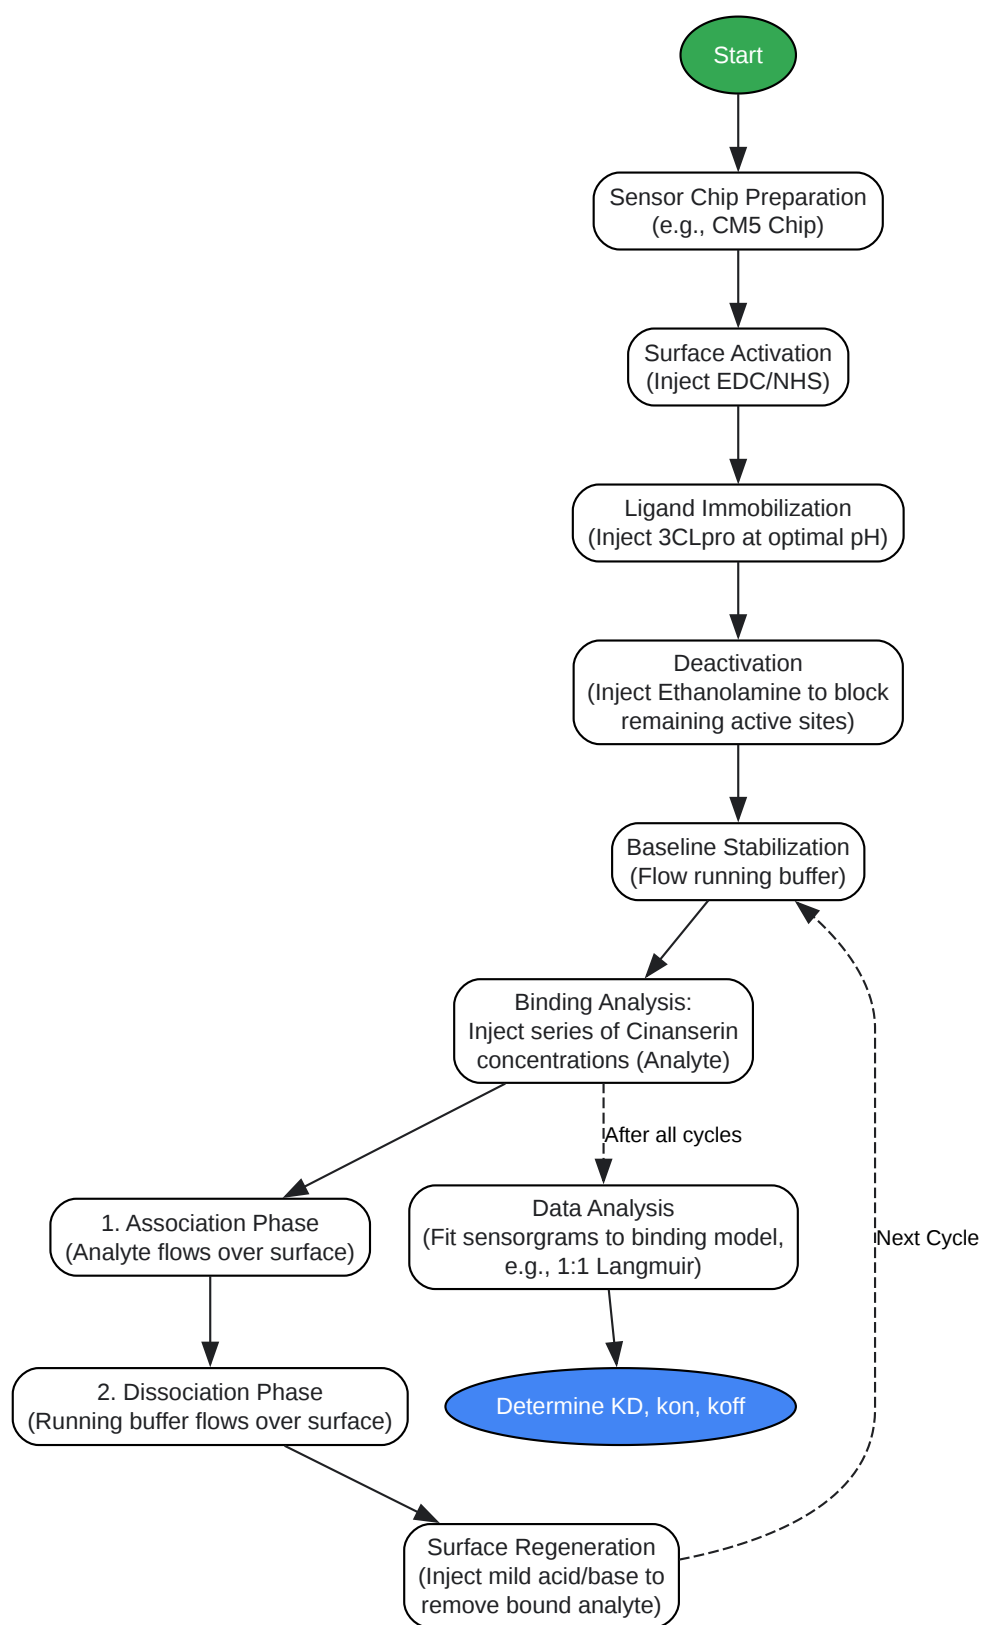 Start
Sensor Chip Preparation
(e.g., CM5 Chip)
Surface Activation
(Inject EDC/NHS)
Ligand Immobilization
(Inject 3CLpro at optimal pH)
Deactivation
(Inject Ethanolamine to block
remaining active sites)
Baseline Stabilization
(Flow running buffer)
Binding Analysis:
Inject series of Cinanserin
concentrations (Analyte)
After all cycles
1. Association Phase
(Analyte flows over surface)
Data Analysis
(Fit sensorgrams to binding model,
e.g., 1:1 Langmuir)
Next Cycle
2. Dissociation Phase
(Running buffer flows over surface)
Determine KD, kon, koff
Surface Regeneration
(Inject mild acid/base to
remove bound analyte)